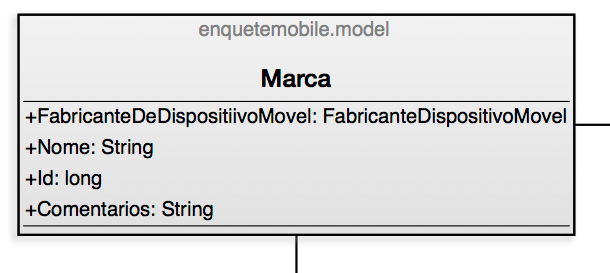 enquetemobile.model
Marca
+FabricanteDeDispositiivoMovel: FabricanteDispositivoMovel
+Nome: String
+Id: long
+Comentarios: String